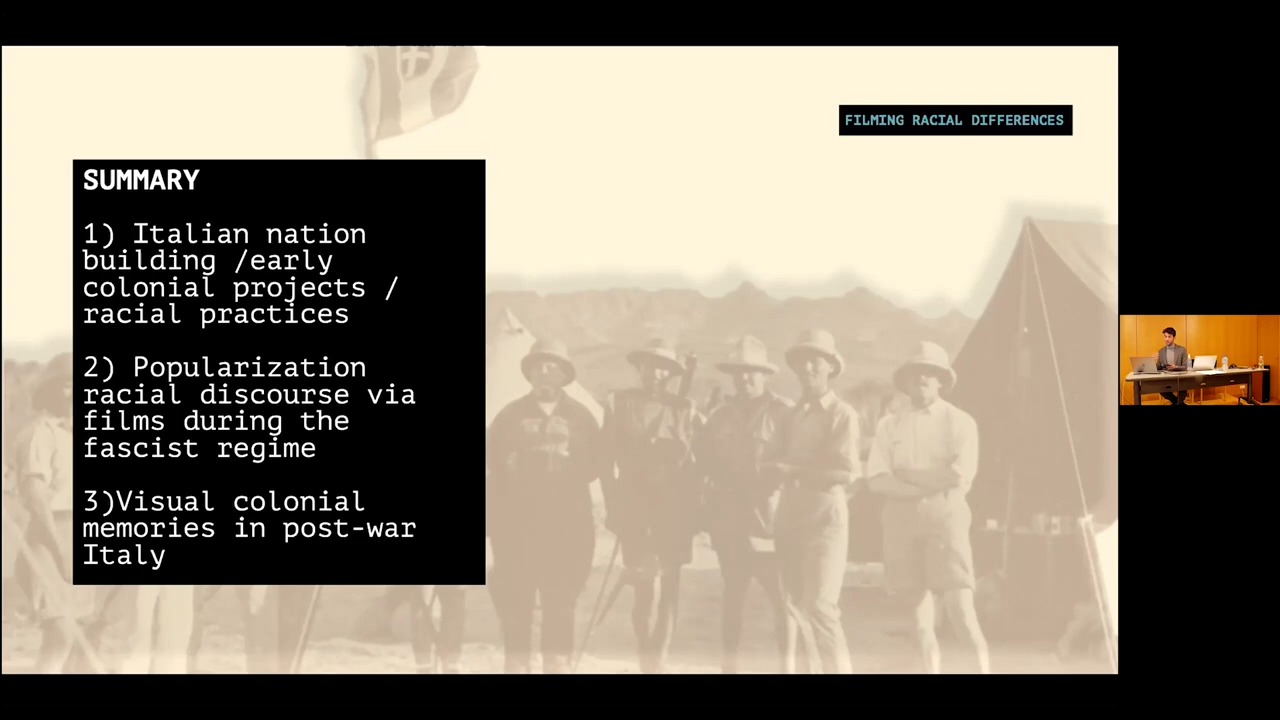 FILMING RACIAL DIFFERENCES
SUMMARY
1) Italian nation
building /early
colonial projects /
racial practices
2) Popularization
racial discourse via
films during the
fascist regime
3)Visual colonial
memories in post-war
Italy